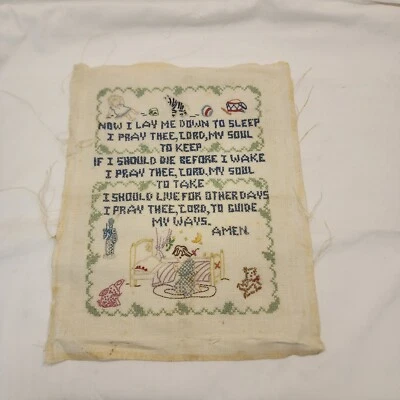 NOW I LAY ME DOWN TO SLEEP
I PRAY THEE, LORD, MY SOUL
TO KEEP
IF I SHOULD DIE BEFORE I WAKE
I PRAY THEE, LORD, MY SOUL
TO TAKE
I SHOULD LIVE FOR OTHER DAYS
I PRAY THEE, LORD, TO GUIDE
MY WAYS.
AMEN.